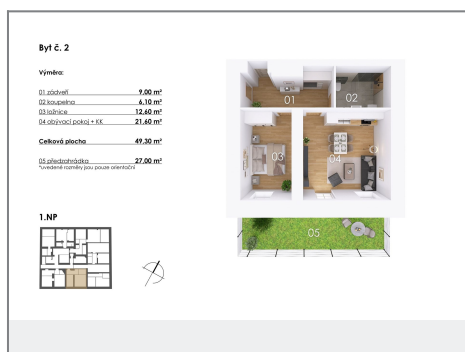 Byt č. 2
Výměra:
01 zádveří 9,00 m²
02 koupelna 6,10 m²
03 ložnice 12,60 m²
04 obývací pokoj + KK 21,60 m²
Celková plocha 49,30 m²
05 předzahrádka 27,00 m²
*uvedené rozměry jsou pouze orientační
1.NP
01
02
03
04
05